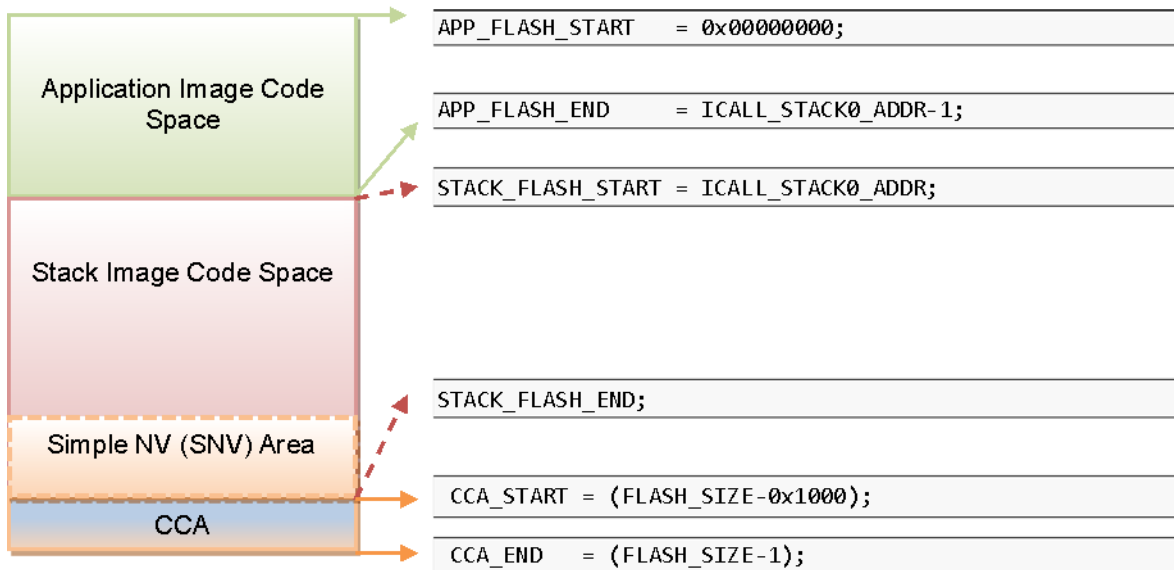 APP_FLASH_START = 0x00000000;
Application Image Code
Space
APP_FLASH_END = ICALL_STACK0_ADDR-1;
STACK_FLASH_START = ICALL_STACK0_ADDR;
Stack Image Code Space
STACK_FLASH_END;
Simple NV (SNV) Area
CCA_START = (FLASH_SIZE-0x1000);
CCA
CCA_END = (FLASH_SIZE-1);